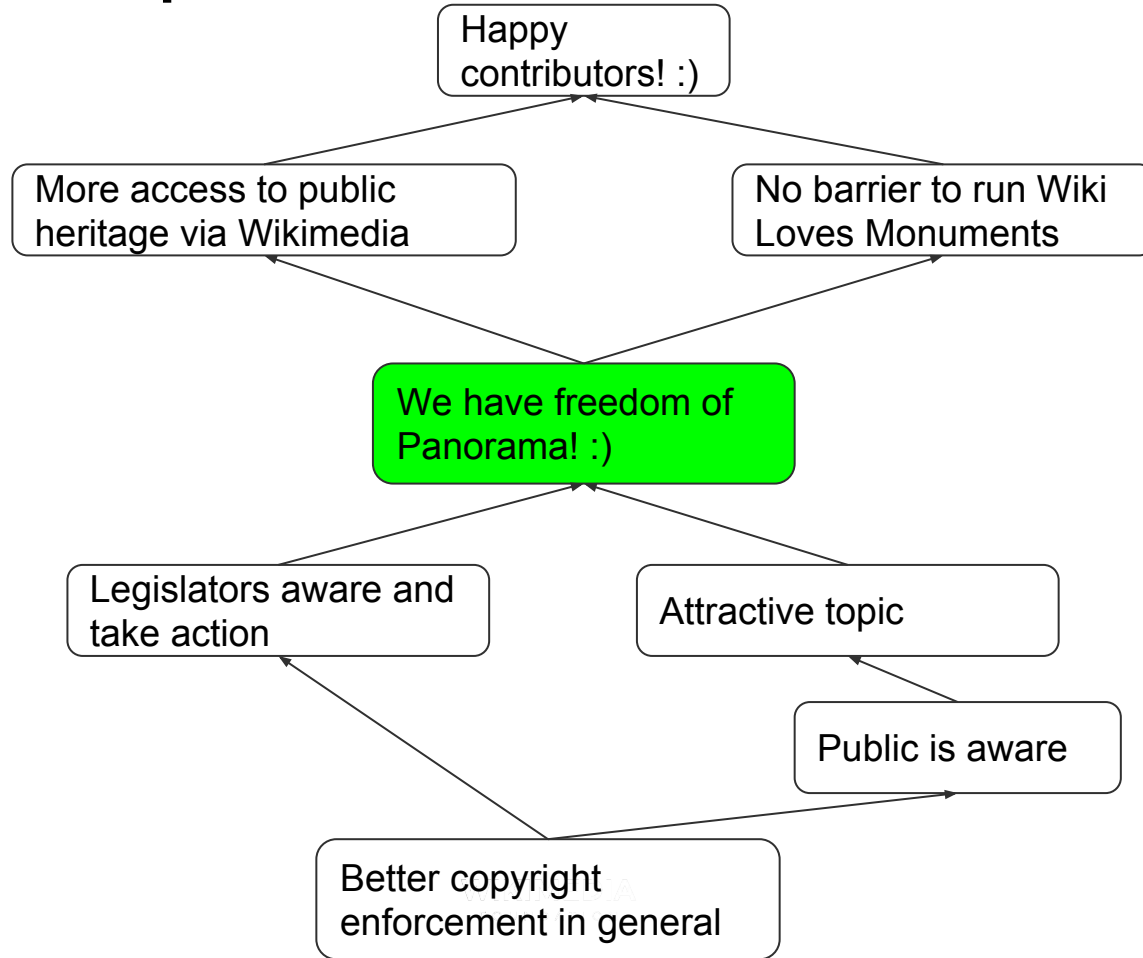 Happy
contributors! :)
More access to public
heritage via Wikimedia
No barrier to run Wiki
Loves Monuments
We have freedom of
Panorama! :)
Legislators aware and
take action
Attractive topic
Public is aware
Better copyright
enforcement in general